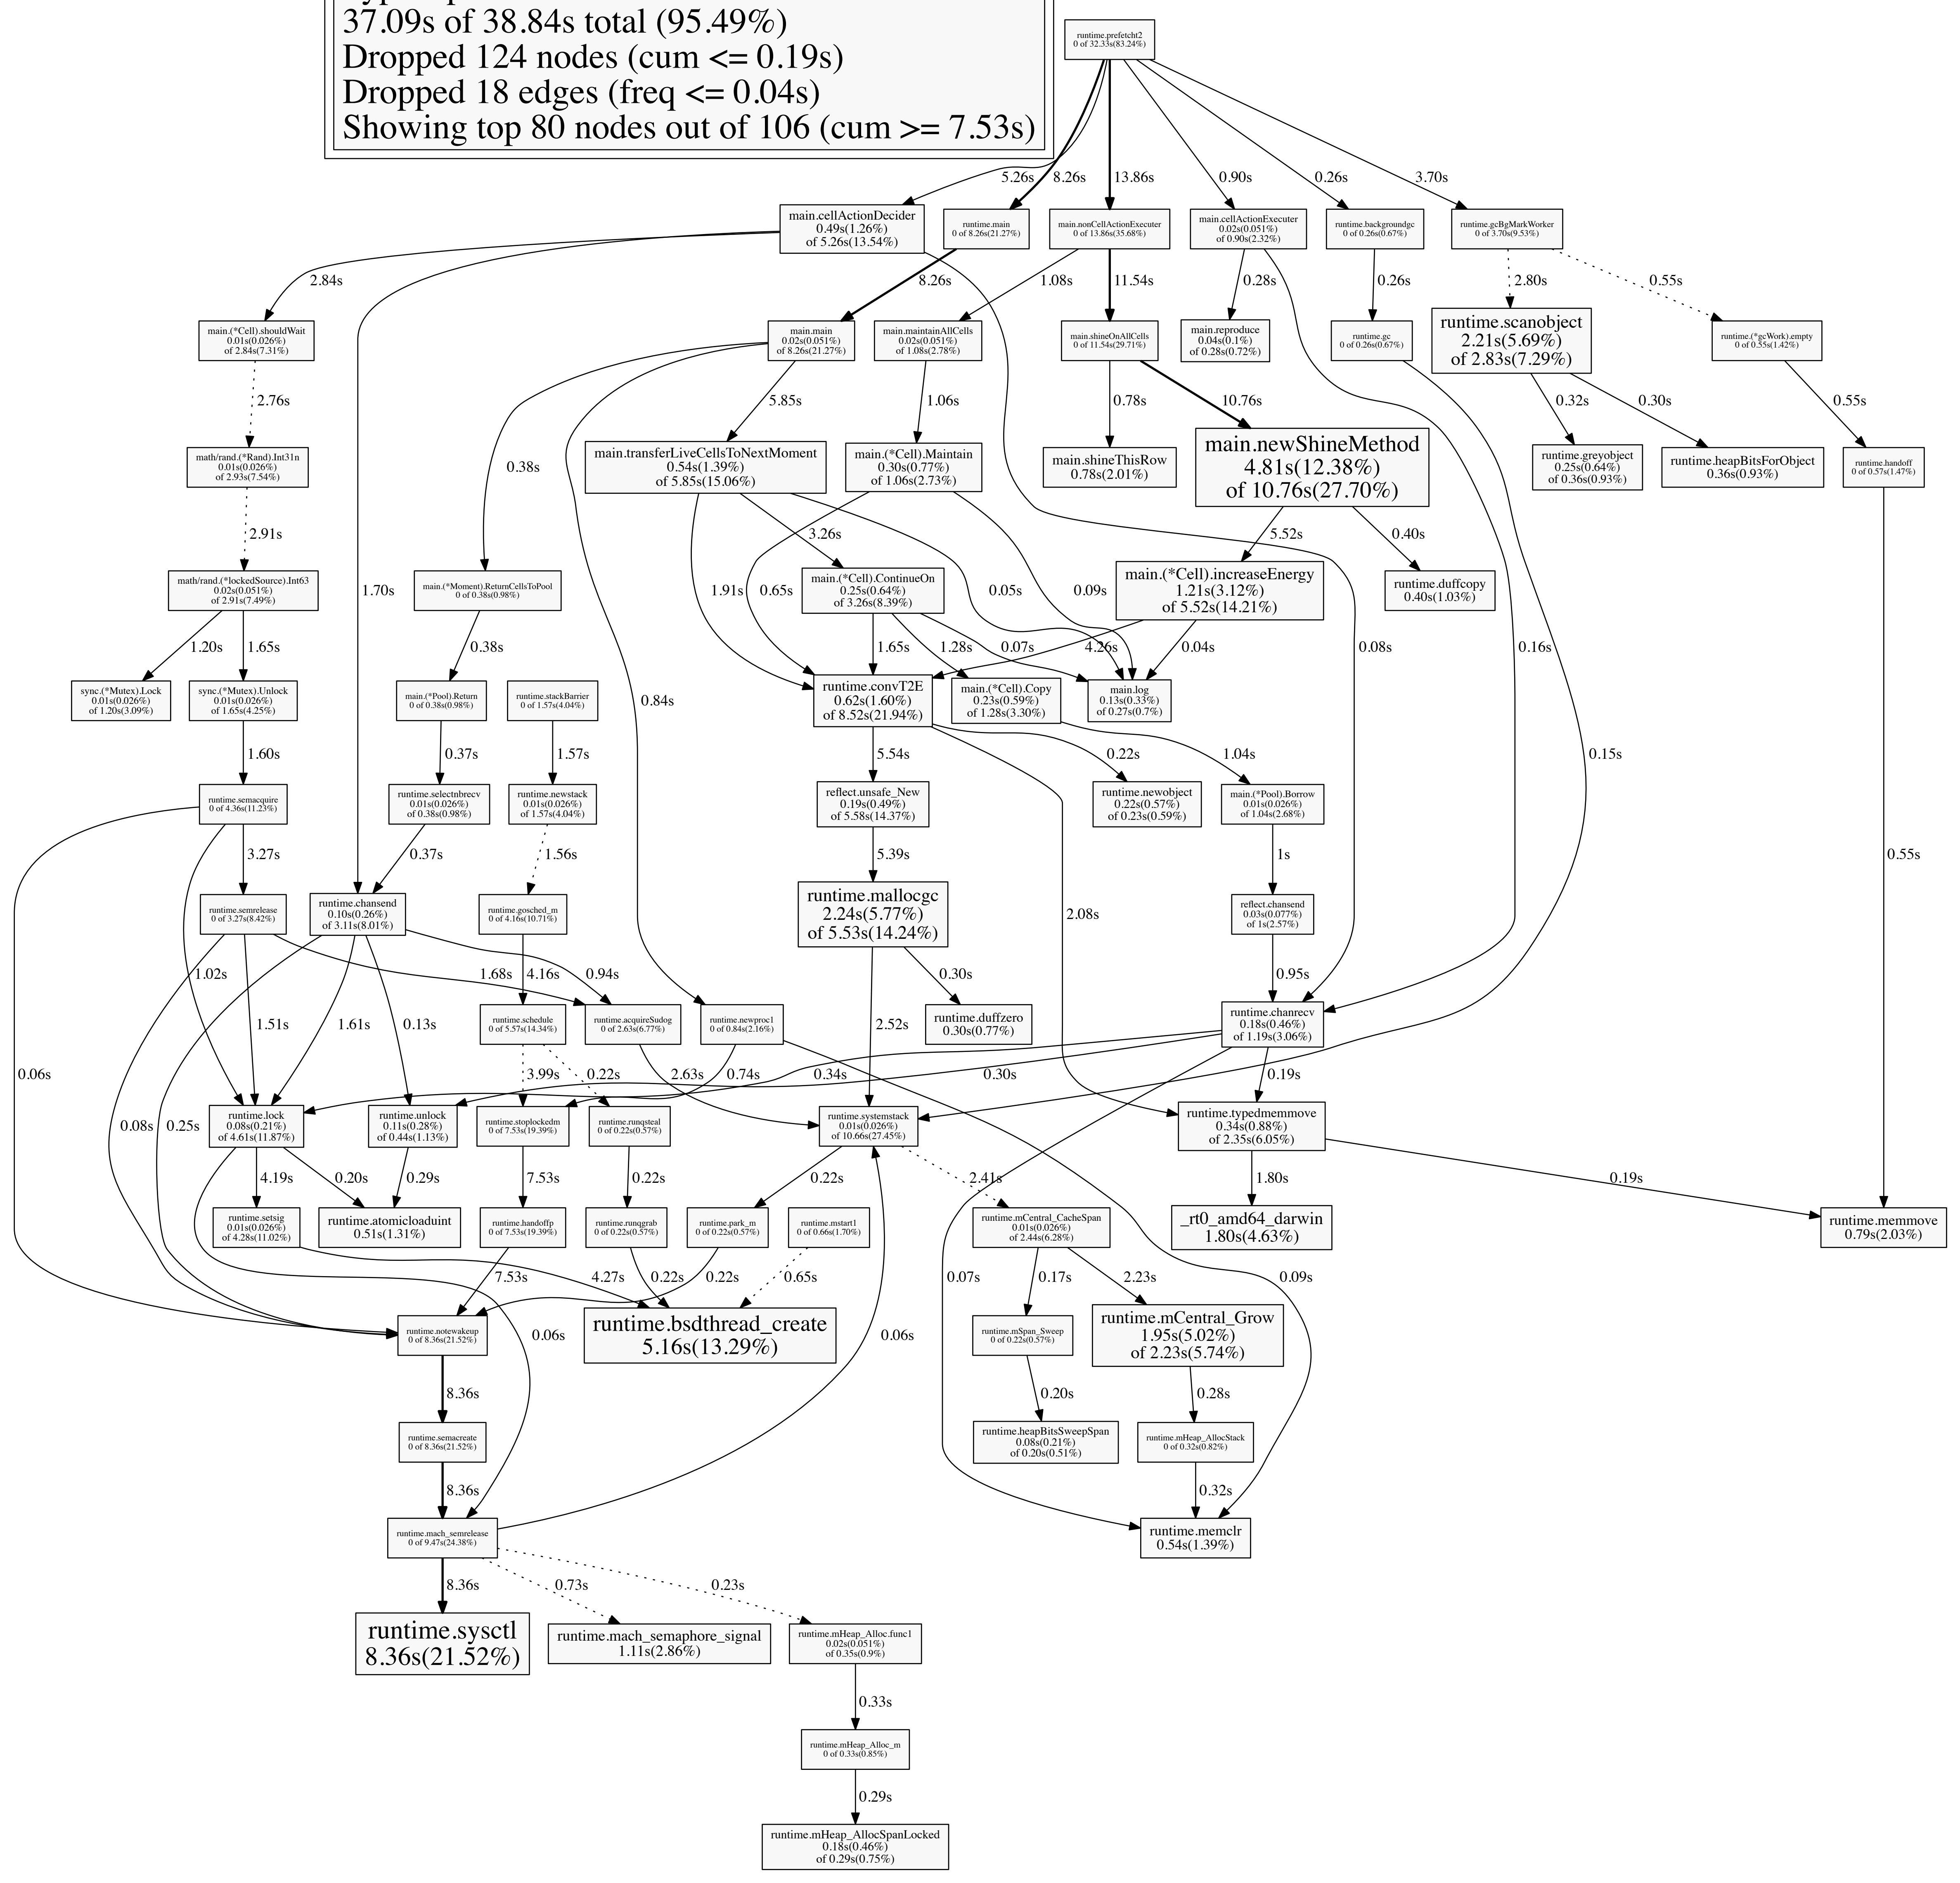 37.09s of 38.84s total (95.49%)
Dropped 124 nodes (cum <= 0.19s)
Dropped 18 edges (freq <= 0.04s)
Showing top 80 nodes out of 106 (cum >= 7.53s)
runtime.prefetcht2
0 of 32.33s(83.24%)
5.26s
8.26s
13.86s
0.90s
0.26s
3.70s
main.cellActionDecider
0.49s(1.26%)
of 5.26s(13.54%)
runtime.main
0 of 8.26s(21.27%)
main.nonCellActionExecuter
0 of 13.86s(35.68%)
main.cellActionExecuter
0.02s(0.051%)
of 0.90s(2.32%)
runtime.backgroundgc
0 of 0.26s(0.67%)
runtime.gcBgMarkWorker
0 of 3.70s(9.53%)
2.84s
8.26s
1.08s
11.54s
0.28s
0.26s
2.80s
0.55s
main.(*Cell).shouldWait
0.01s(0.026%)
of 2.84s(7.31%)
main.main
0.02s(0.051%)
of 8.26s(21.27%)
main.maintainAllCells
0.02s(0.051%)
of 1.08s(2.78%)
main.shineOnAllCells
0 of 11.54s(29.71%)
main.reproduce
0.04s(0.1%)
of 0.28s(0.72%)
runtime.gc
0 of 0.26s(0.67%)
runtime.scanobject
2.21s(5.69%)
of 2.83s(7.29%)
runtime.(*gcWork).empty
0 of 0.55s(1.42%)
2.76s
5.85s
1.06s
0.78s
10.76s
0.32s
0.30s
0.55s
math/rand.(*Rand).Int31n
0.01s(0.026%)
of 2.93s(7.54%)
0.38s
main.transferLiveCellsToNextMoment
0.54s(1.39%)
of 5.85s(15.06%)
main.(*Cell).Maintain
0.30s(0.77%)
of 1.06s(2.73%)
main.shineThisRow
0.78s(2.01%)
main.newShineMethod
4.81s(12.38%)
of 10.76s(27.70%)
runtime.greyobject
0.25s(0.64%)
of 0.36s(0.93%)
runtime.heapBitsForObject
0.36s(0.93%)
runtime.handoff
0 of 0.57s(1.47%)
2.91s
3.26s
5.52s
0.40s
math/rand.(*lockedSource).Int63
0.02s(0.051%)
of 2.91s(7.49%)
1.70s
main.(*Moment).ReturnCellsToPool
0 of 0.38s(0.98%)
1.91s
0.65s
main.(*Cell).ContinueOn
0.25s(0.64%)
of 3.26s(8.39%)
0.05s
0.09s
main.(*Cell).increaseEnergy
1.21s(3.12%)
of 5.52s(14.21%)
runtime.duffcopy
0.40s(1.03%)
1.20s
1.65s
0.38s
1.65s
1.28s
0.07s
4.26s
0.04s
0.08s
0.16s
sync.(*Mutex).Lock
0.01s(0.026%)
of 1.20s(3.09%)
sync.(*Mutex).Unlock
0.01s(0.026%)
of 1.65s(4.25%)
main.(*Pool).Return
0 of 0.38s(0.98%)
runtime.stackBarrier
0 of 1.57s(4.04%)
0.84s
runtime.convT2E
0.62s(1.60%)
of 8.52s(21.94%)
main.(*Cell).Copy
0.23s(0.59%)
of 1.28s(3.30%)
main.log
0.13s(0.33%)
of 0.27s(0.7%)
1.60s
0.37s
1.57s
5.54s
0.22s
1.04s
0.15s
runtime.semacquire
0 of 4.36s(11.23%)
runtime.selectnbrecv
0.01s(0.026%)
of 0.38s(0.98%)
runtime.newstack
0.01s(0.026%)
of 1.57s(4.04%)
reflect.unsafe_New
0.19s(0.49%)
of 5.58s(14.37%)
runtime.newobject
0.22s(0.57%)
of 0.23s(0.59%)
main.(*Pool).Borrow
0.01s(0.026%)
of 1.04s(2.68%)
3.27s
0.37s
1.56s
5.39s
1s
0.55s
runtime.semrelease
0 of 3.27s(8.42%)
runtime.chansend
0.10s(0.26%)
of 3.11s(8.01%)
runtime.gosched_m
0 of 4.16s(10.71%)
runtime.mallocgc
2.24s(5.77%)
of 5.53s(14.24%)
2.08s
reflect.chansend
0.03s(0.077%)
of 1s(2.57%)
1.02s
1.68s
4.16s
0.94s
0.30s
0.95s
1.51s
1.61s
0.13s
runtime.schedule
0 of 5.57s(14.34%)
runtime.acquireSudog
0 of 2.63s(6.77%)
runtime.newproc1
0 of 0.84s(2.16%)
2.52s
runtime.duffzero
0.30s(0.77%)
runtime.chanrecv
0.18s(0.46%)
of 1.19s(3.06%)
0.06s
3.99s
0.22s
2.63s
0.74s
0.34s
0.30s
0.19s
0.08s
0.25s
runtime.lock
0.08s(0.21%)
of 4.61s(11.87%)
runtime.unlock
0.11s(0.28%)
of 0.44s(1.13%)
runtime.stoplockedm
0 of 7.53s(19.39%)
runtime.runqsteal
0 of 0.22s(0.57%)
runtime.systemstack
0.01s(0.026%)
of 10.66s(27.45%)
runtime.typedmemmove
0.34s(0.88%)
of 2.35s(6.05%)
4.19s
0.20s
0.29s
7.53s
0.22s
0.22s
2.41s
1.80s
0.19s
runtime.setsig
0.01s(0.026%)
of 4.28s(11.02%)
runtime.atomicloaduint
0.51s(1.31%)
runtime.handoffp
0 of 7.53s(19.39%)
runtime.runqgrab
0 of 0.22s(0.57%)
runtime.park_m
0 of 0.22s(0.57%)
runtime.mstart1
0 of 0.66s(1.70%)
runtime.mCentral_CacheSpan
0.01s(0.026%)
of 2.44s(6.28%)
_rt0_amd64_darwin
1.80s(4.63%)
runtime.memmove
0.79s(2.03%)
7.53s
4.27s
0.22s
0.22s
0.65s
0.07s
0.17s
2.23s
0.09s
runtime.notewakeup
0 of 8.36s(21.52%)
0.06s
runtime.bsdthread_create
5.16s(13.29%)
0.06s
runtime.mSpan_Sweep
0 of 0.22s(0.57%)
runtime.mCentral_Grow
1.95s(5.02%)
of 2.23s(5.74%)
8.36s
0.20s
0.28s
runtime.semacreate
0 of 8.36s(21.52%)
runtime.heapBitsSweepSpan
0.08s(0.21%)
of 0.20s(0.51%)
runtime.mHeap_AllocStack
0 of 0.32s(0.82%)
8.36s
0.32s
runtime.mach_semrelease
0 of 9.47s(24.38%)
runtime.memclr
0.54s(1.39%)
8.36s
0.73s
0.23s
runtime.sysctl
8.36s(21.52%)
runtime.mach_semaphore_signal
1.11s(2.86%)
runtime.mHeap_Alloc.func1
0.02s(0.051%)
of 0.35s(0.9%)
0.33s
runtime.mHeap_Alloc_m
0 of 0.33s(0.85%)
0.29s
runtime.mHeap_AllocSpanLocked
0.18s(0.46%)
of 0.29s(0.75%)